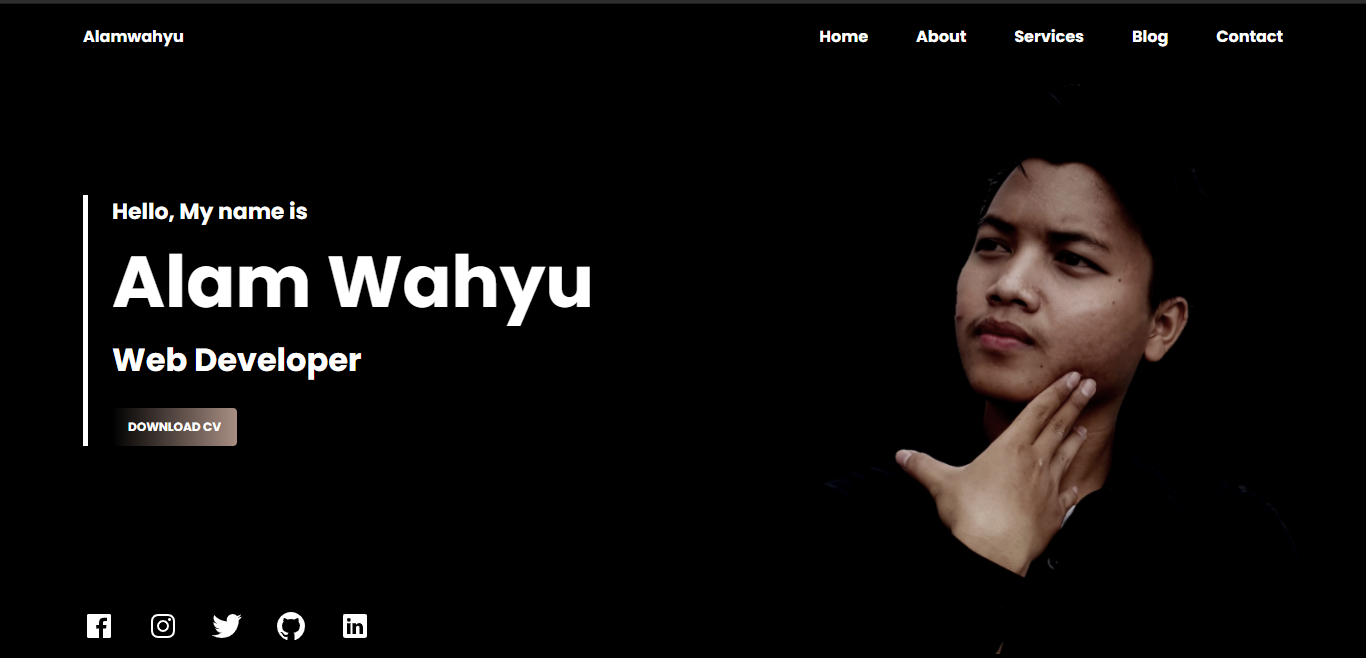 Alamwahyu
Home About Services Blog Contact
Hello, My name is
Alam Wahyu
Web Developer
DOWNLOAD CV